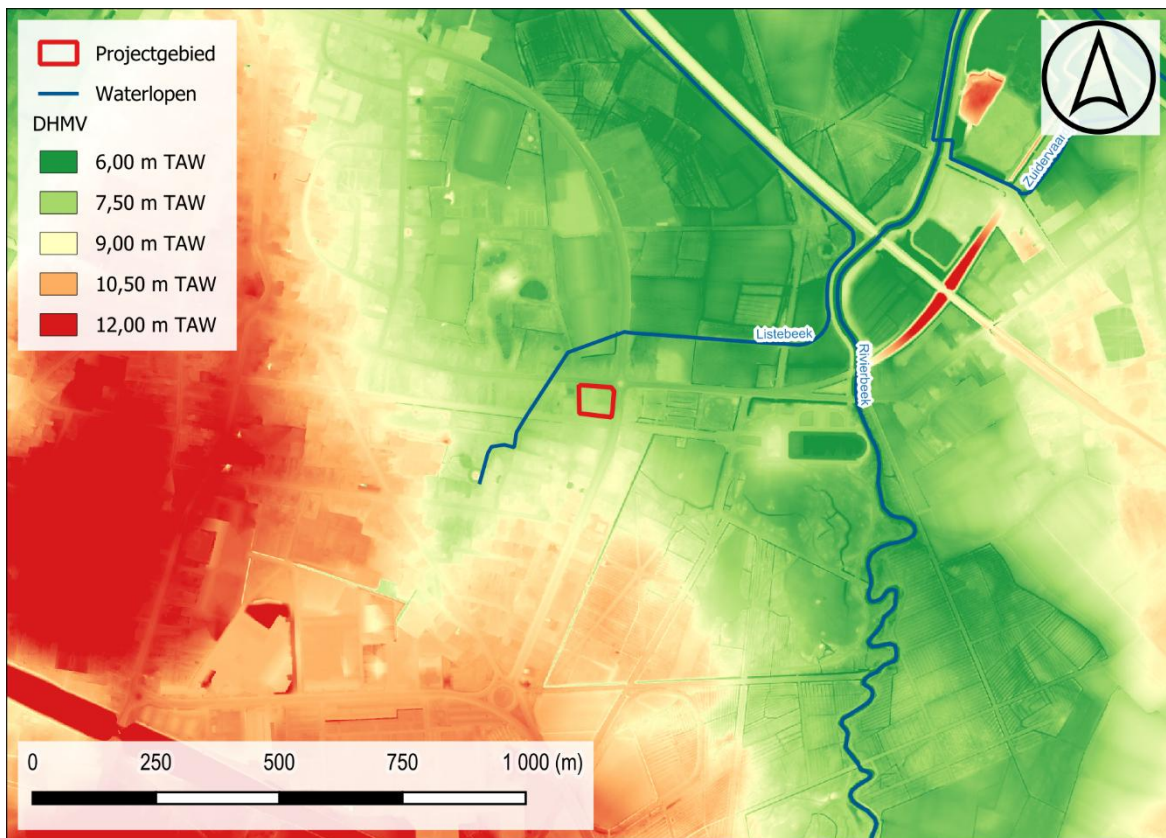 Projectgebied
Waterlopen
DHMV
6,00 m TAW
7,50 m TAW
9,00 m TAW
10,50 m TAW
12,00 m TAW
Zuidervaar
Listebeek
Rivierbeek
0 250 500 750 1 000 (m)